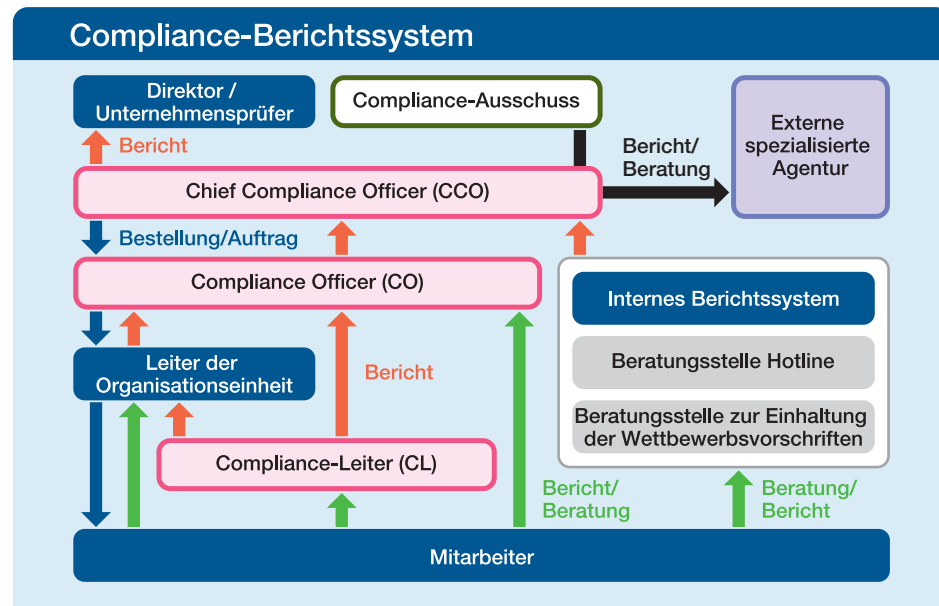 Compliance-Berichtssystem
Direktor /
Unternehmensprüfer
Compliance-Ausschuss
Externe
spezialisierte
Agentur
Bericht
Bericht/
Beratung
Chief Compliance Officer (CCO)
Bestellung/Auftrag
Compliance Officer (CO)
Internes Berichtssystem
Leiter der
Organisationseinheit
Bericht
Beratungsstelle Hotline
Beratungsstelle zur Einhaltung
der Wettbewerbsvorschriften
Compliance-Leiter (CL)
Bericht/
Beratung
Beratung/
Bericht
Mitarbeiter